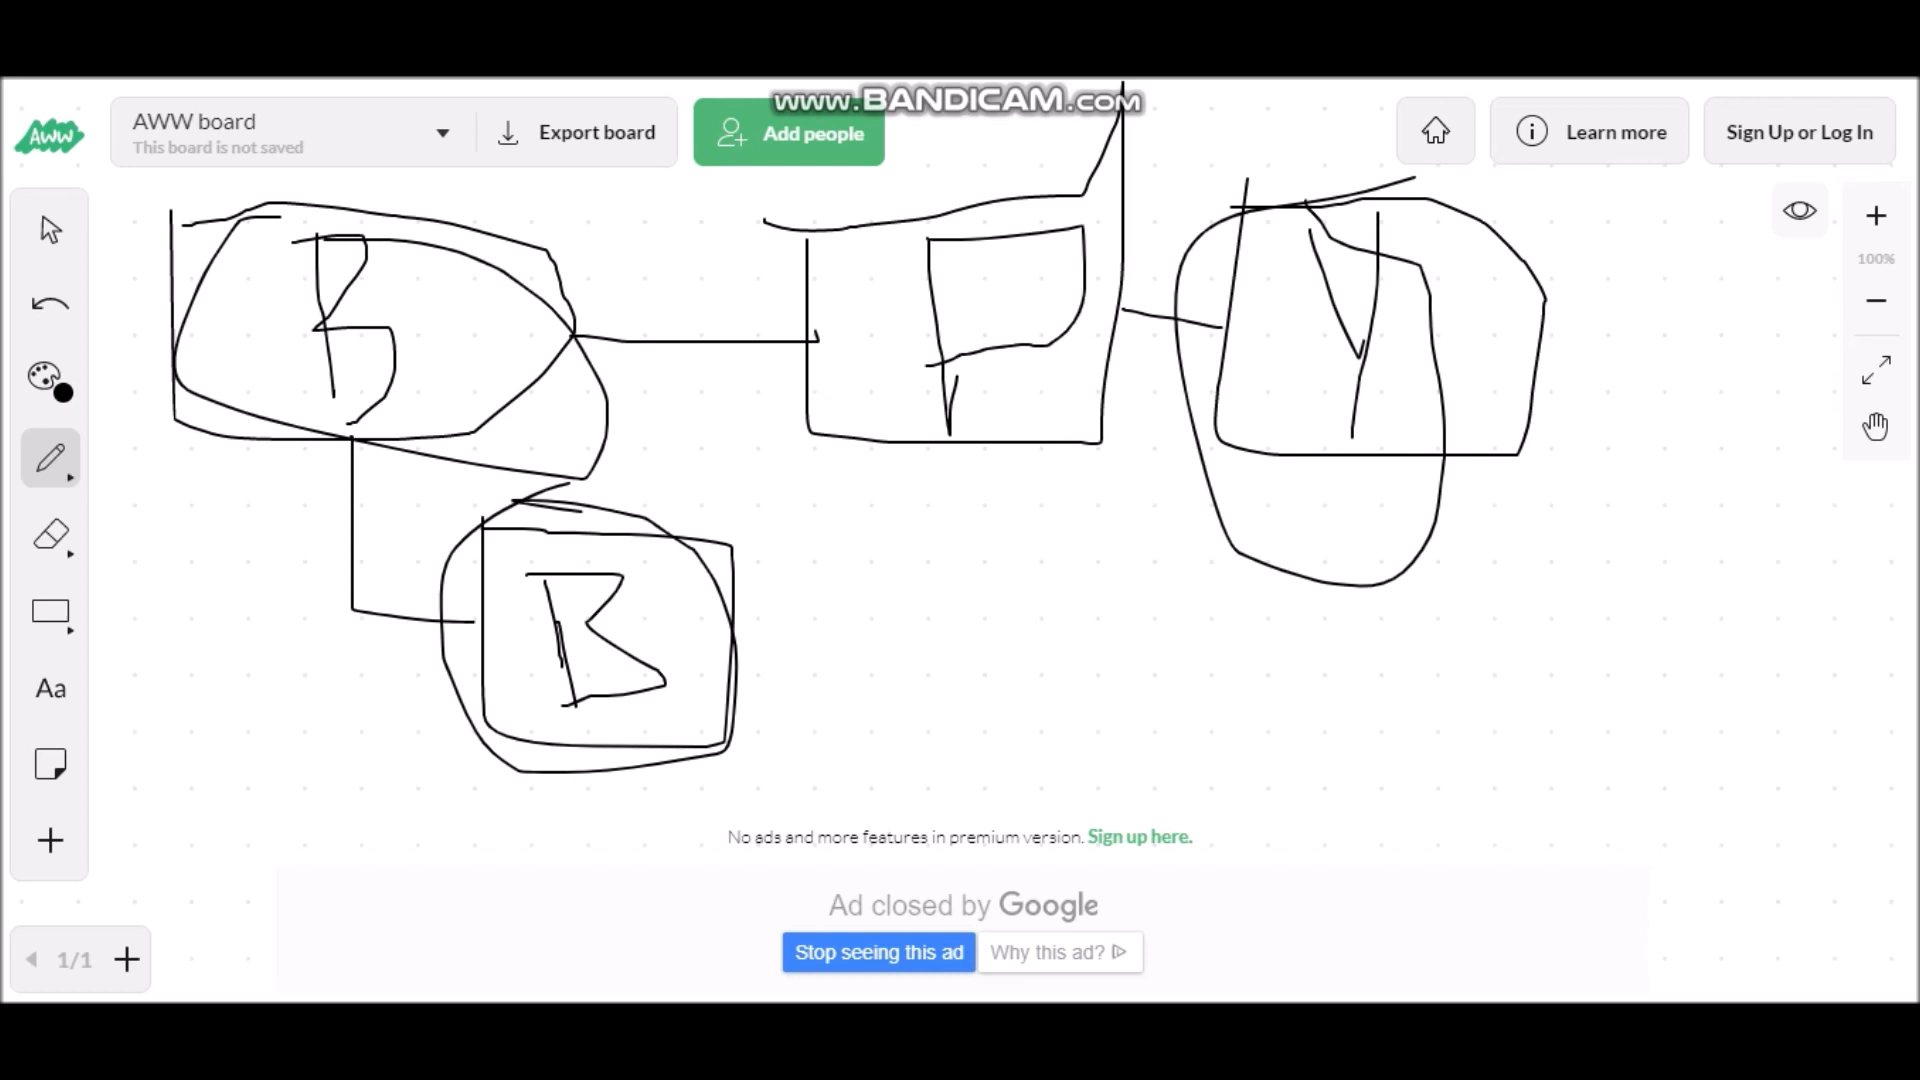 www.BANDICAM.com
AWW
AWW board
This board is not saved
Export board
Add people
Learn more
Sign Up or Log In
100%
B P Y
B
Aa
No ads and more features in premium version. Sign up here.
Ad closed by Google
Stop seeing this ad
Why this ad?
1/1